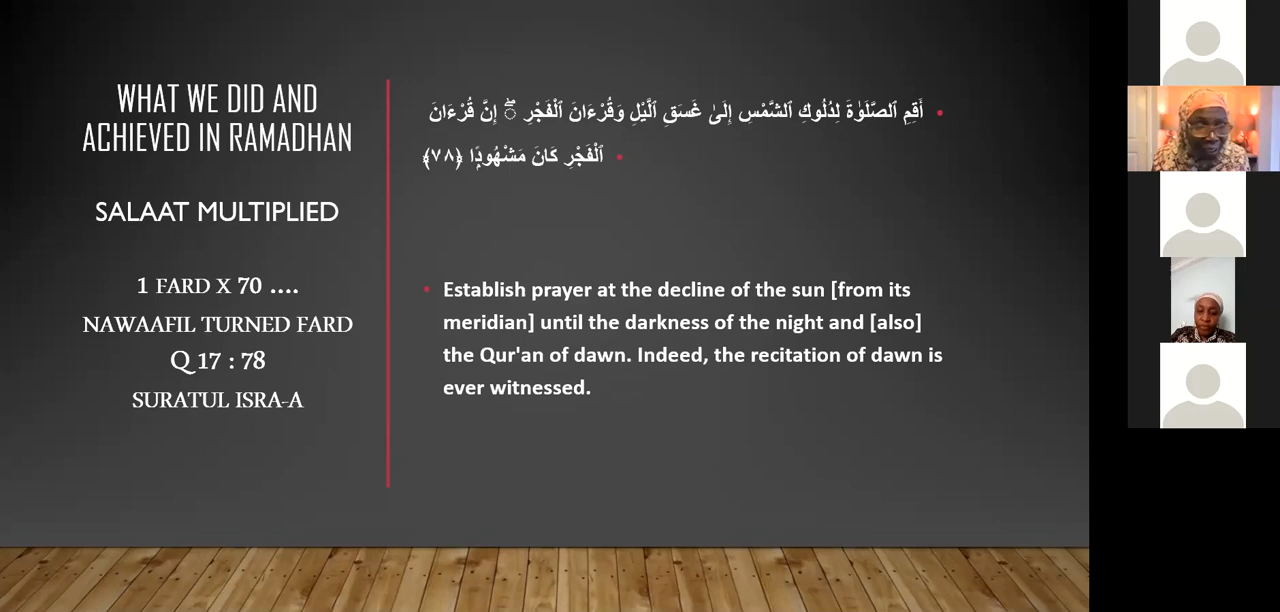 WHAT WE DID AND
ACHIEVED IN RAMADHAN
SALAAT MULTIPLIED
1 FARD X 70 ....
NAWAAFIL TURNED FARD
Q 17 : 78
SURATUL ISRA-A
أَقِمِ ٱلصَّلَوٰةَ لِدُلُوكِ ٱلشَّمْسِ إِلَىٰ غَسَقِ ٱلَّيْلِ وَقُرْءَانَ ٱلْفَجْرِ ۖ إِنَّ قُرْءَانَ
ٱلْفَجْرِ كَانَ مَشْهُودًۭا ﴿٧٨﴾
Establish prayer at the decline of the sun [from its
meridian] until the darkness of the night and [also]
the Qur'an of dawn. Indeed, the recitation of dawn is
ever witnessed.